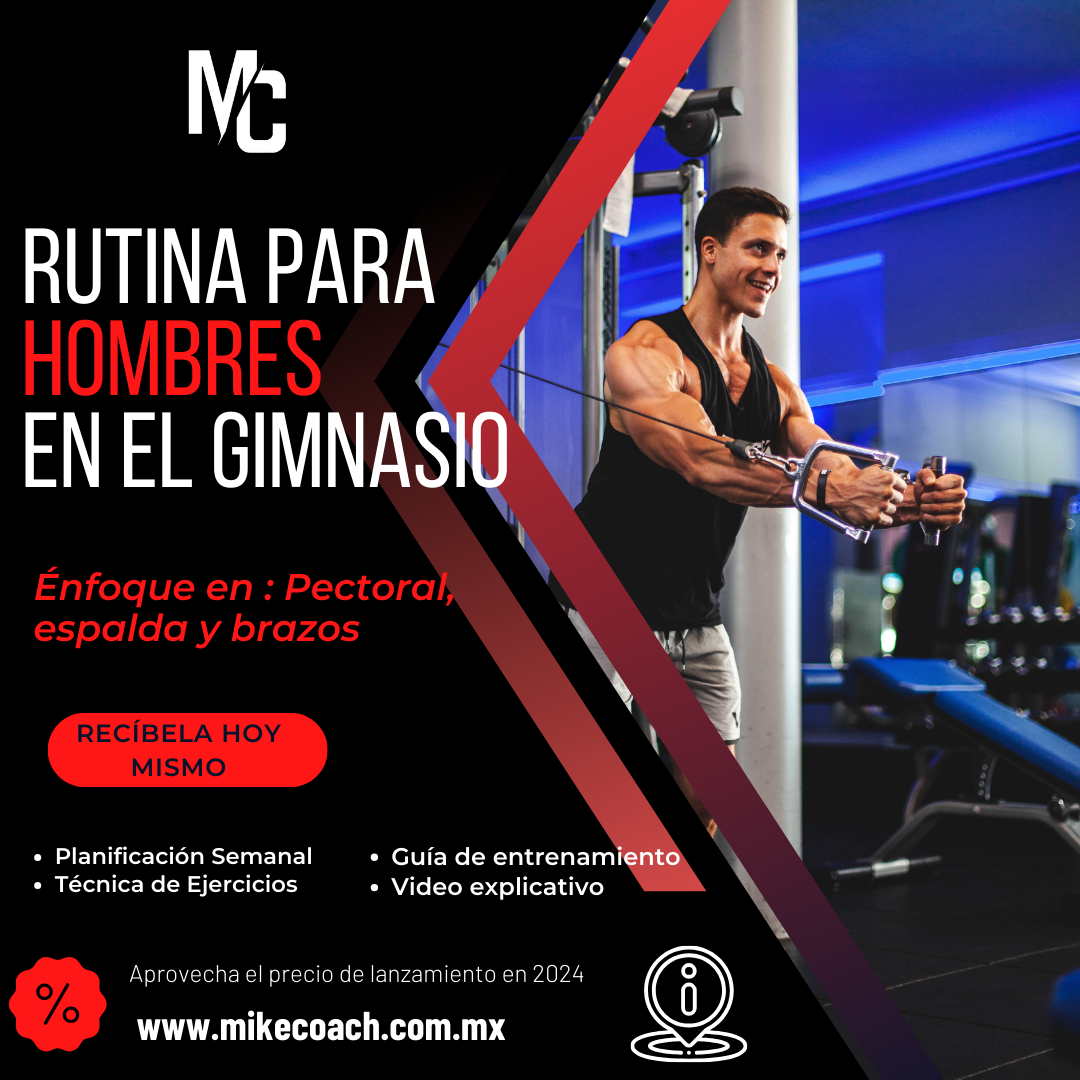 MC
RUTINA PARA
HOMBRES
EN EL GIMNASIO
Énfoque en : Pectoral,
espalda y brazos
RECÍBELA HOY
MISMO
• Planificación Semanal
• Técnica de Ejercicios
• Guía de entrenamiento
• Video explicativo
%
Aprovecha el precio de lanzamiento en 2024
www.mikecoach.com.mx